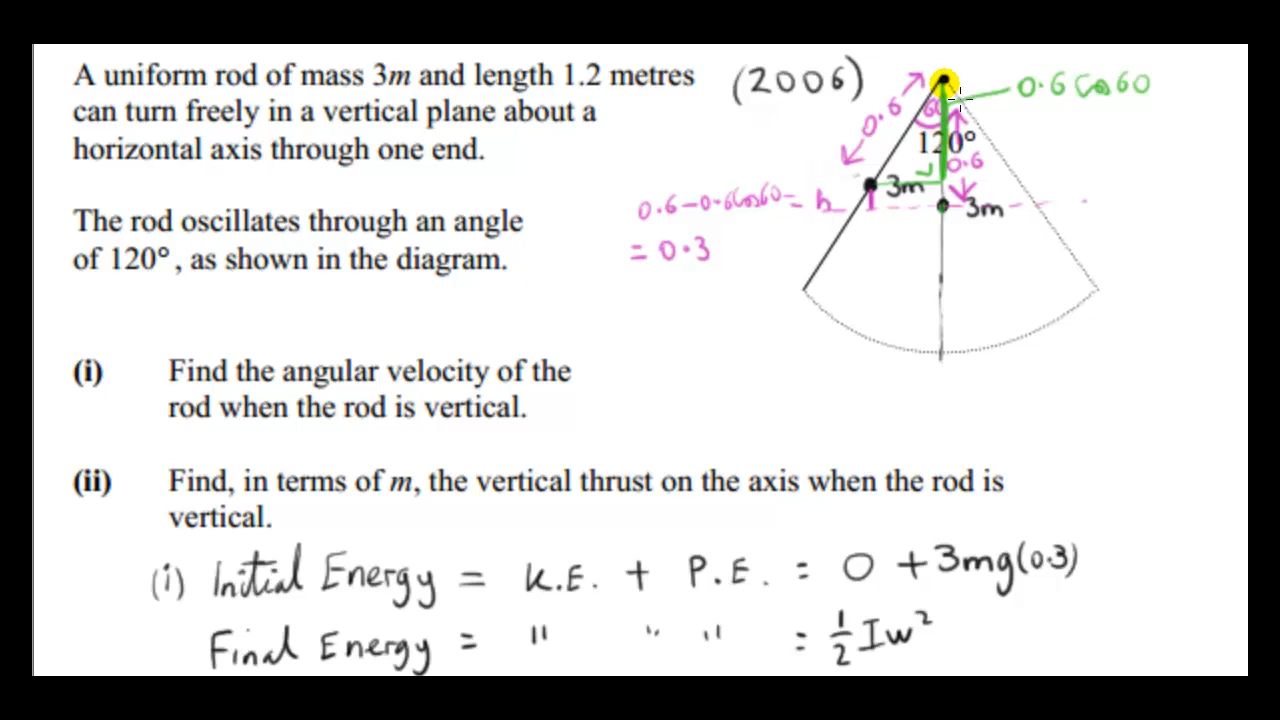 A uniform rod of mass 3m and length 1.2 metres
can turn freely in a vertical plane about a
horizontal axis through one end.
(2006)
0.6 cos60
0.6
60
120°
0.6
3m
3m
0.6-0.6cos60 = h
= 0.3
The rod oscillates through an angle
of 120°, as shown in the diagram.
(i) Find the angular velocity of the
rod when the rod is vertical.
(ii) Find, in terms of m, the vertical thrust on the axis when the rod is
vertical.
(i) Initial Energy = K.E. + P.E. = 0 + 3mg(0.3)
Final Energy = " " " = ½Iw²